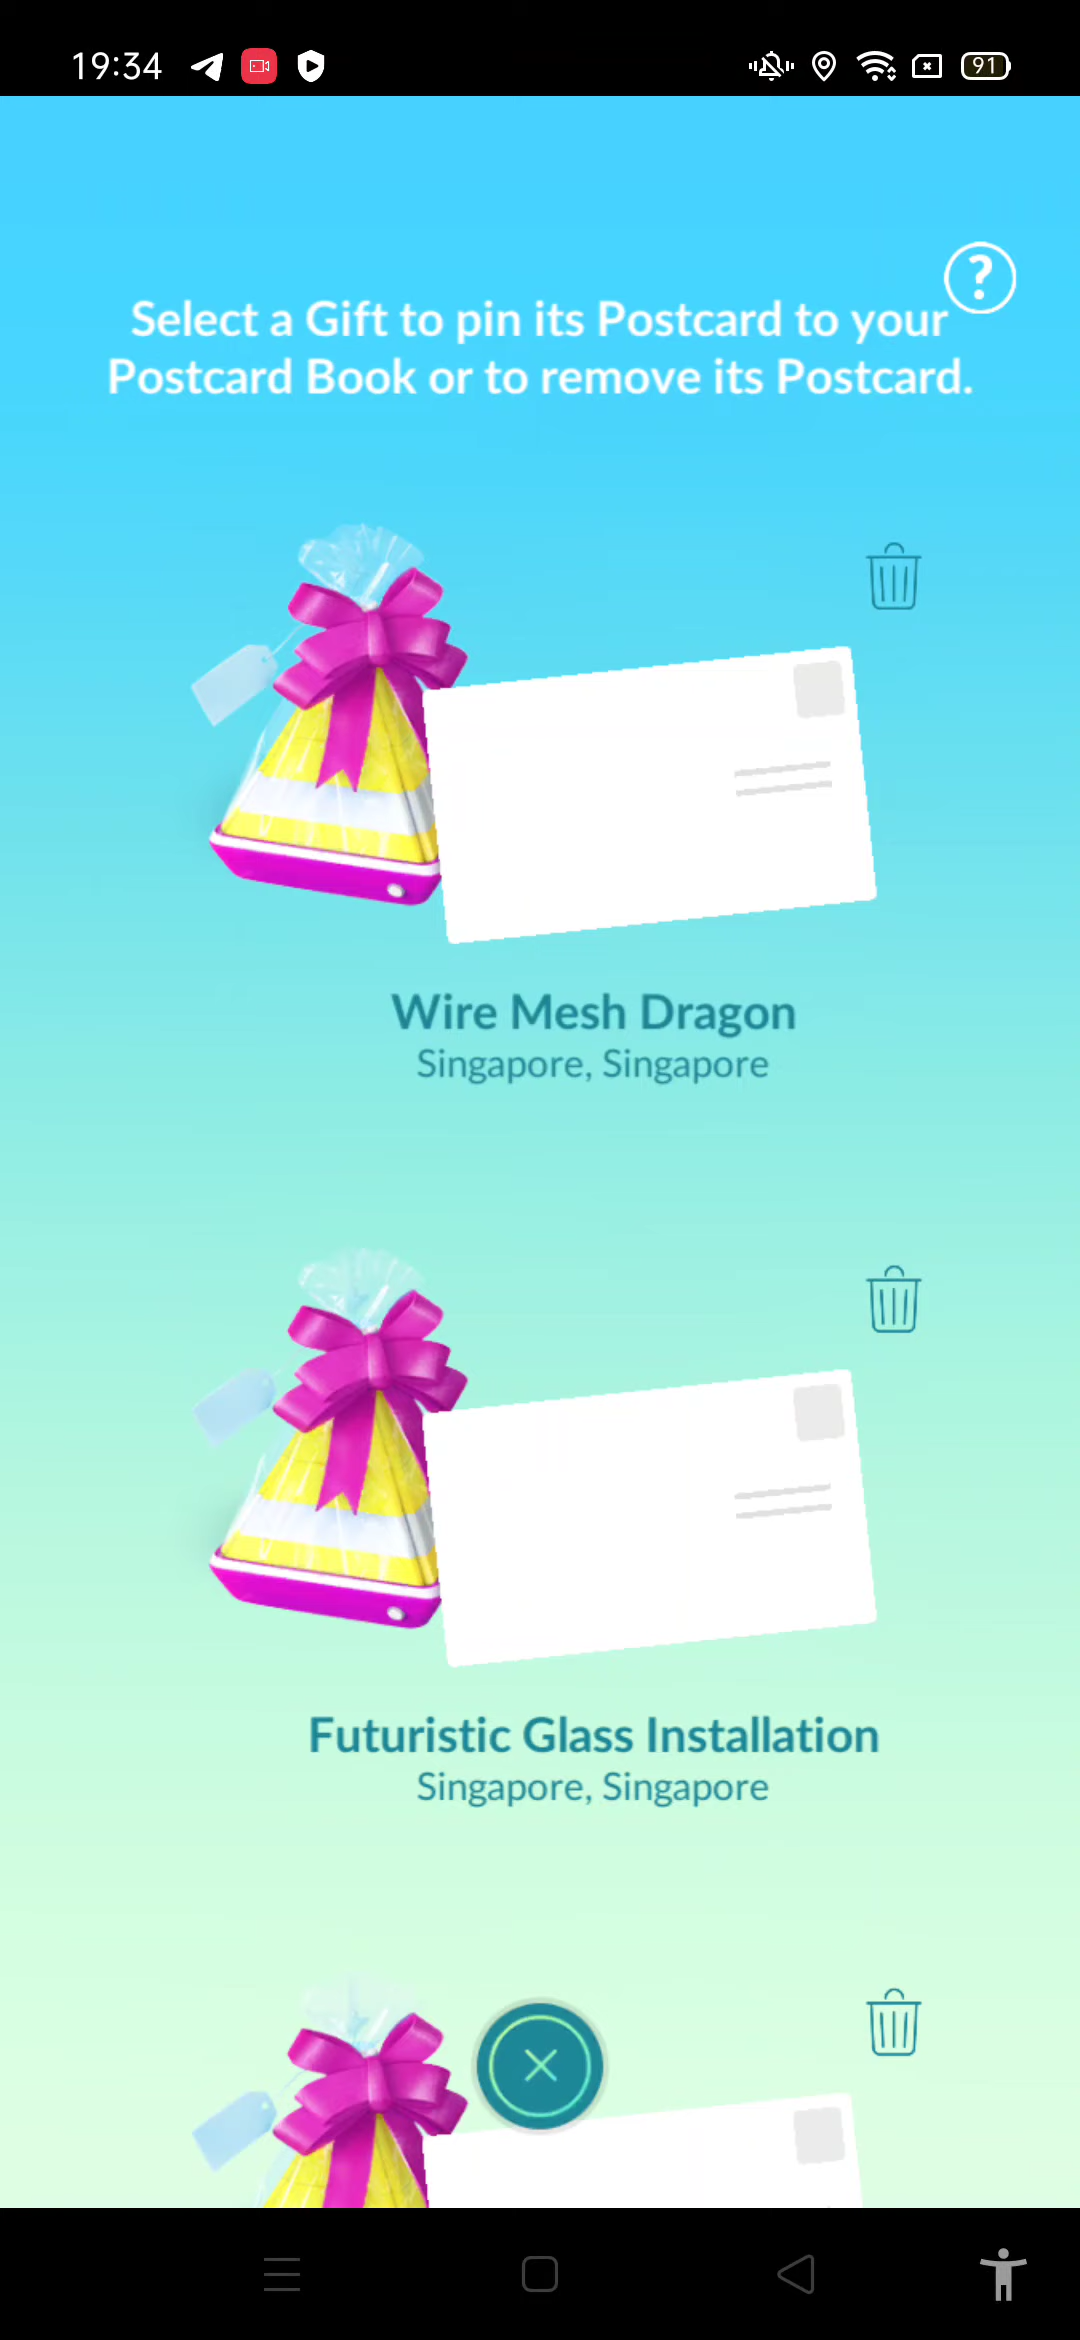 19:34
91
?
Select a Gift to pin its Postcard to your
Postcard Book or to remove its Postcard.
Wire Mesh Dragon
Singapore, Singapore
Futuristic Glass Installation
Singapore, Singapore